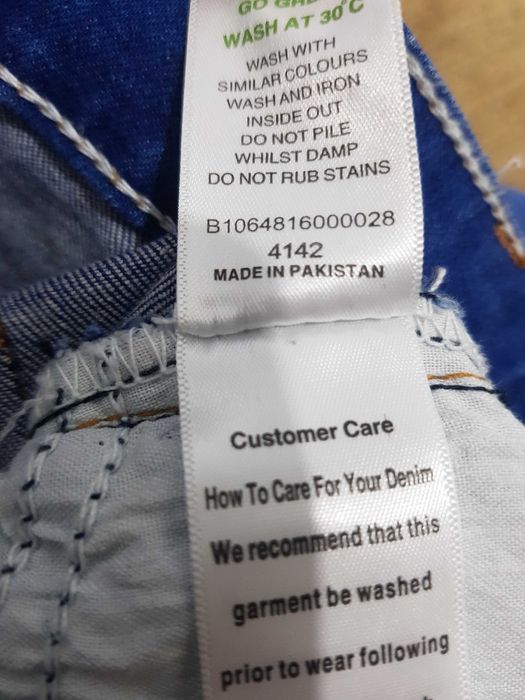 WASH AT 30°C
WASH WITH
SIMILAR COLOURS
WASH AND IRON
INSIDE OUT
DO NOT PILE
WHILST DAMP
DO NOT RUB STAINS
B1064816000028
4142
MADE IN PAKISTAN
Customer Care
How To Care For Your Denim
We recommend that this
garment be washed
prior to wear following